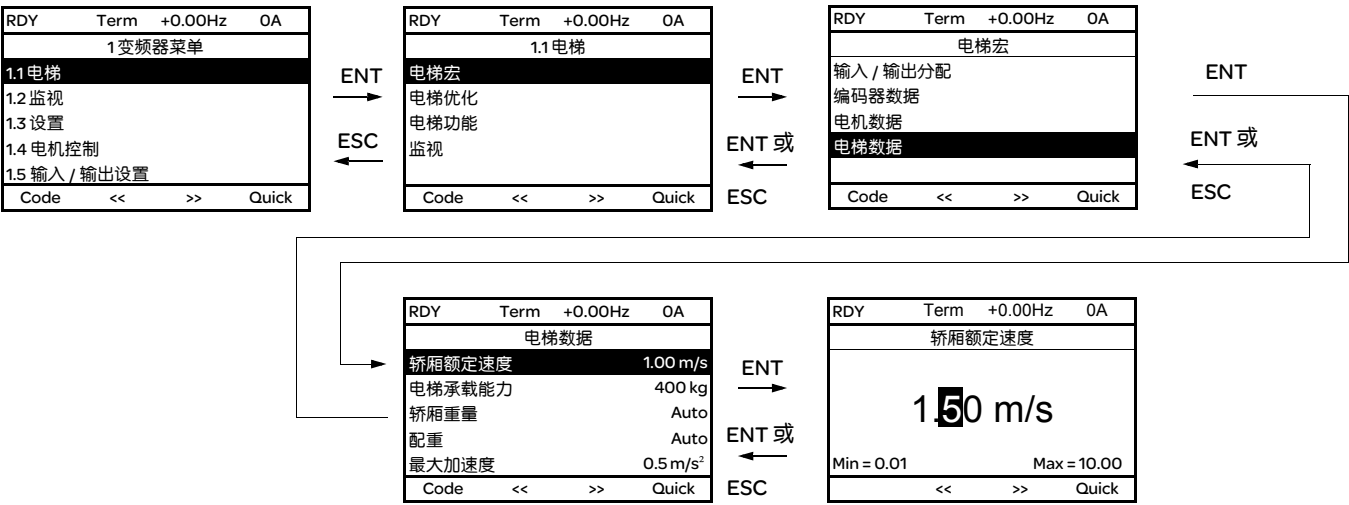 RDY Term +0.00Hz 0A
1 变频器菜单
1.1 电梯
1.2 监视
1.3 设置
1.4 电机控制
1.5 输入 / 输出设置
Code << >> Quick
ENT
ESC
RDY Term +0.00Hz 0A
1.1 电梯
电梯宏
电梯优化
电梯功能
监视
Code << >> Quick
ENT
ENT 或
ESC
RDY Term +0.00Hz 0A
电梯宏
输入 / 输出分配
编码器数据
电机数据
电梯数据
Code << >> Quick
ENT
ENT 或
ESC
RDY Term +0.00Hz 0A
电梯数据
轿厢额定速度 1.00 m/s
电梯承载能力 400 kg
轿厢重量 Auto
配重 Auto
最大加速度 0.5 m/s²
Code << >> Quick
ENT
ENT 或
ESC
RDY Term +0.00Hz 0A
轿厢额定速度
1.50 m/s
Min = 0.01 Max = 10.00
<< >> Quick